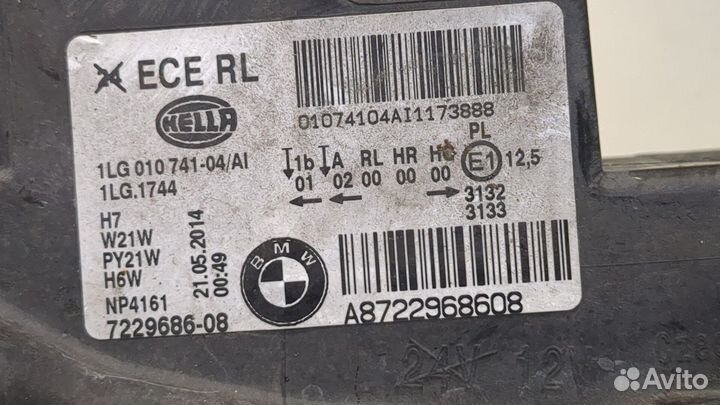 ECE RL
HELLA
01074104AI1173888
1LG 010 741-04/AI
1LG.1744
PL
1b A RL HR HC E1 12,5
01 02 00 00 00
3132
3133
H7
W21W
PY21W
H6W
21.05.2014
00:49
BMW
NP4161
7229686-08
A8722968608
24V 12V
Avito